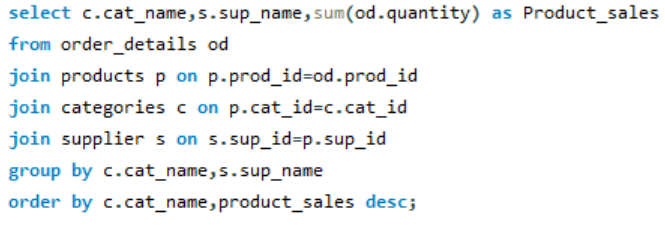 select c.cat_name,s.sup_name,sum(od.quantity) as Product_sales
from order_details od
join products p on p.prod_id=od.prod_id
join categories c on p.cat_id=c.cat_id
join supplier s on s.sup_id=p.sup_id
group by c.cat_name,s.sup_name
order by c.cat_name,product_sales desc;